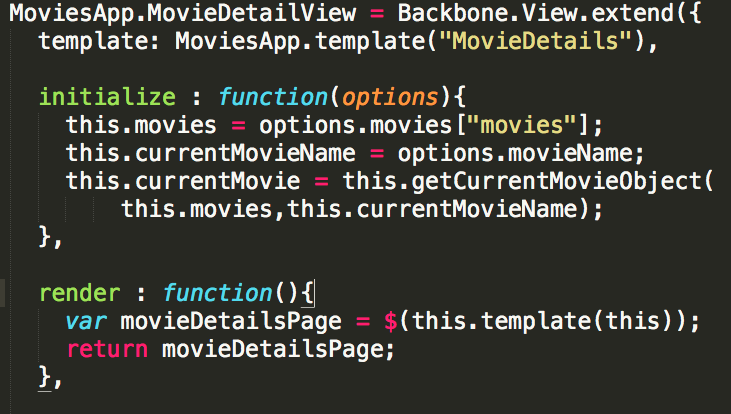 MoviesApp.MovieDetailView = Backbone.View.extend({
  template: MoviesApp.template("MovieDetails"),

  initialize : function(options){
    this.movies = options.movies["movies"];
    this.currentMovieName = options.movieName;
    this.currentMovie = this.getCurrentMovieObject(
        this.movies,this.currentMovieName);
  },

  render : function(){
    var movieDetailsPage = $(this.template(this));
    return movieDetailsPage;
  },